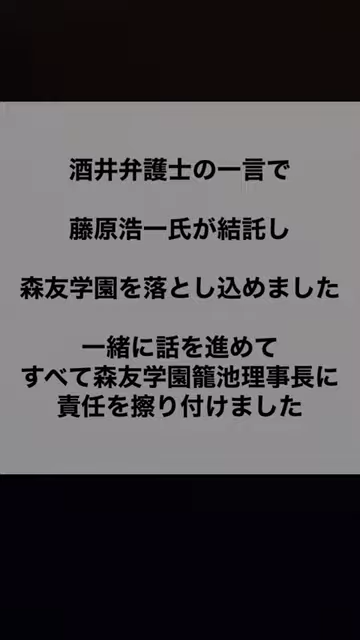 酒井弁護士の一言で
藤原浩一氏が結託し
森友学園を落とし込めました
一緒に話を進めて
すべて森友学園籠池理事長に
責任を擦り付けました